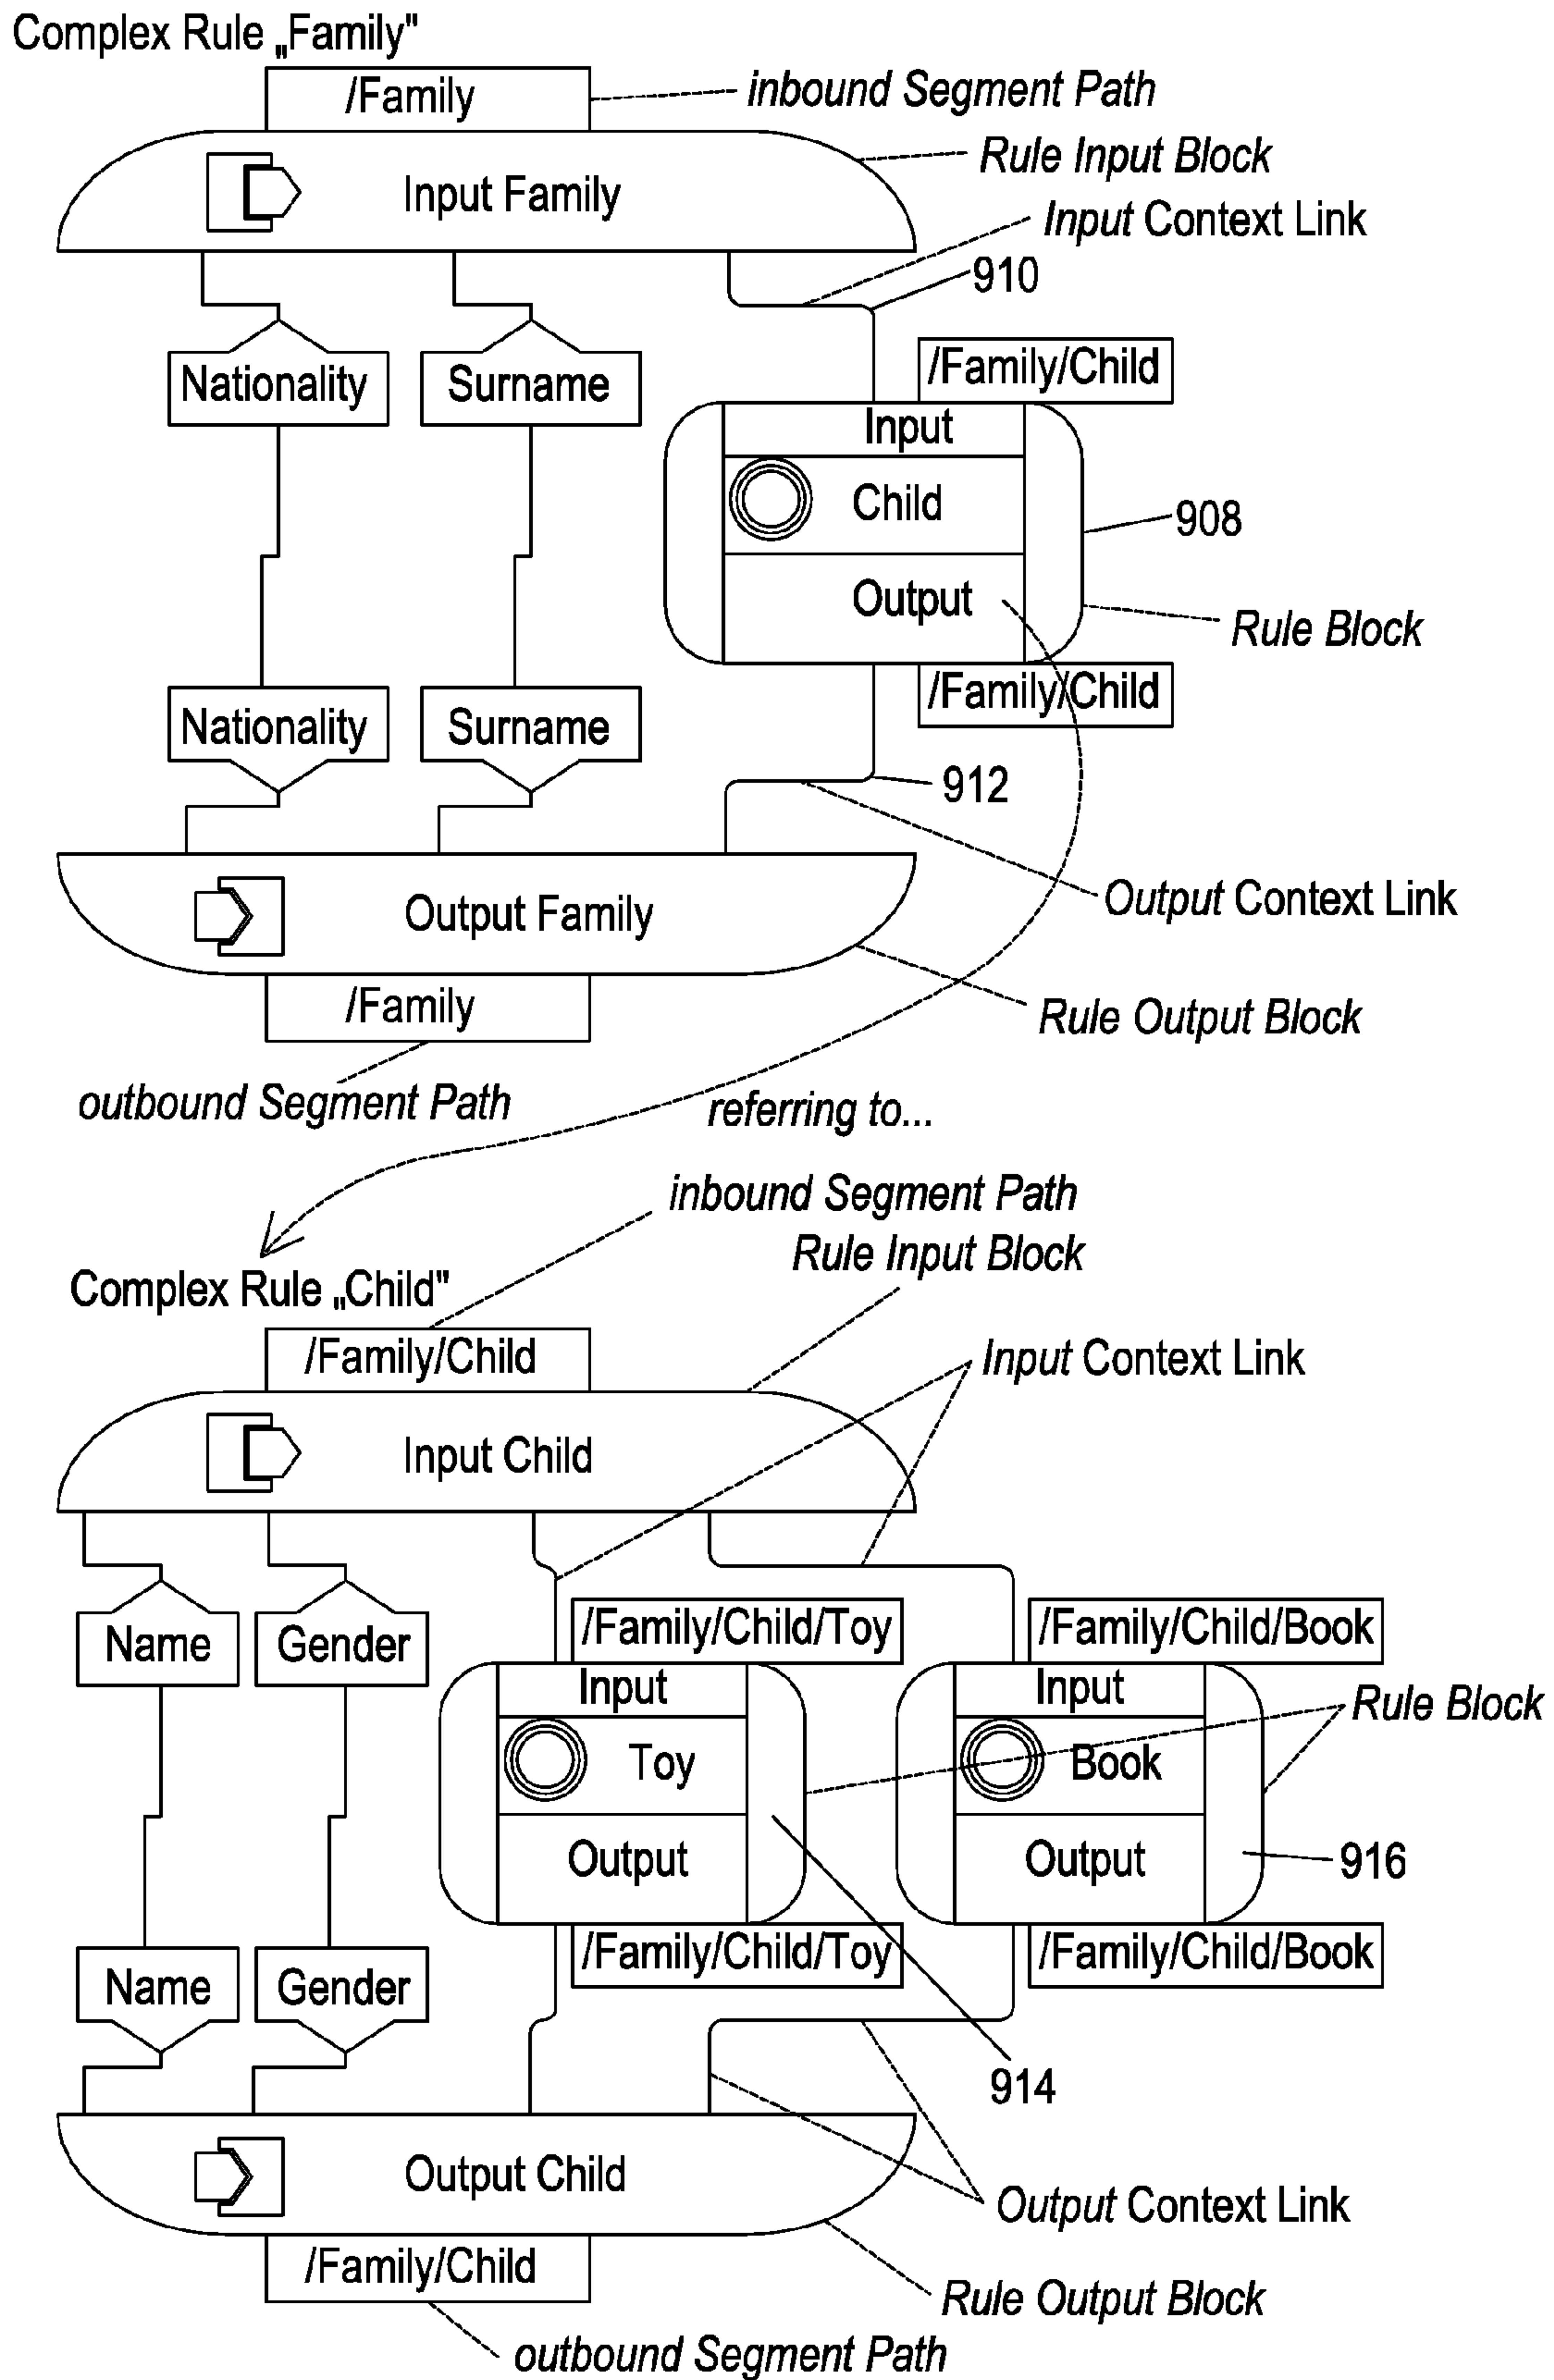 Complex Rule „Family"
/Family
inbound Segment Path
Rule Input Block
Input Family
Input Context Link
910
/Family/Child
Nationality
Surname
Input
Child
908
Output
Rule Block
/Family/Child
Nationality
Surname
912
Output Context Link
Output Family
/Family
Rule Output Block
outbound Segment Path
referring to...
inbound Segment Path
Rule Input Block
Complex Rule „Child"
/Family/Child
Input Context Link
Input Child
/Family/Child/Toy
/Family/Child/Book
Name
Gender
Input
Input
Rule Block
Toy
Book
Output
Output
916
/Family/Child/Toy
/Family/Child/Book
Name
Gender
914
Output Child
Output Context Link
/Family/Child
Rule Output Block
outbound Segment Path